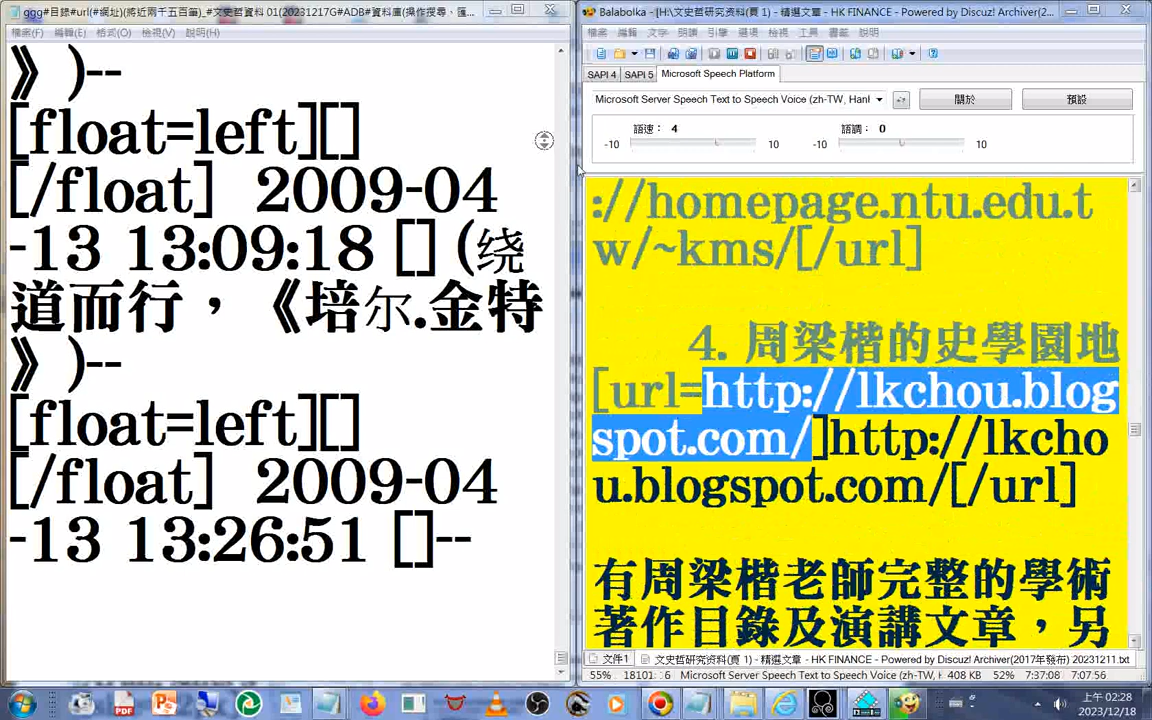 ggg#目錄#url(#網址)(將近兩千五百筆)_#文史哲資料 01(20231217G#ADB#資料庫(操作搜尋、匯...
檔案(F) 編輯(E) 格式(O) 檢視(V) 說明(H)
》 )--
[float=left][]
[/float] 2009-04
-13 13:09:18 [] (绕
道而行，《培尔.金特
》 )--
[float=left][]
[/float] 2009-04
-13 13:26:51 []--
Balabolka - [H:\文史哲研究资料(頁 1) - 精選文章 - HK FINANCE - Powered by Discuz! Archiver(2...
檔案 編輯 文字 朗讀 引擎 選項 檢視 工具 書籤 說明
SAPI 4 SAPI 5 Microsoft Speech Platform
Microsoft Server Speech Text to Speech Voice (zh-TW, Hanl
關於 預設
語速： 4 語調： 0
-10 10 -10 10
://homepage.ntu.edu.t
w/~kms/[/url]
4. 周梁楷的史學園地
[url=http://lkchou.blog
spot.com/]http://lkcho
u.blogspot.com/[/url]
有周梁楷老師完整的學術
著作目錄及演講文章，另
文件1 文史哲研究资料(頁 1) - 精選文章 - HK FINANCE - Powered by Discuz! Archiver(2017年發布) 20231211.txt
55% 18101: : 6 Microsoft Server Speech Text to Speech Voice (zh-TW, H 408 KB 52% 7:37:08 7:07:56
上午 02:28
2023/12/18